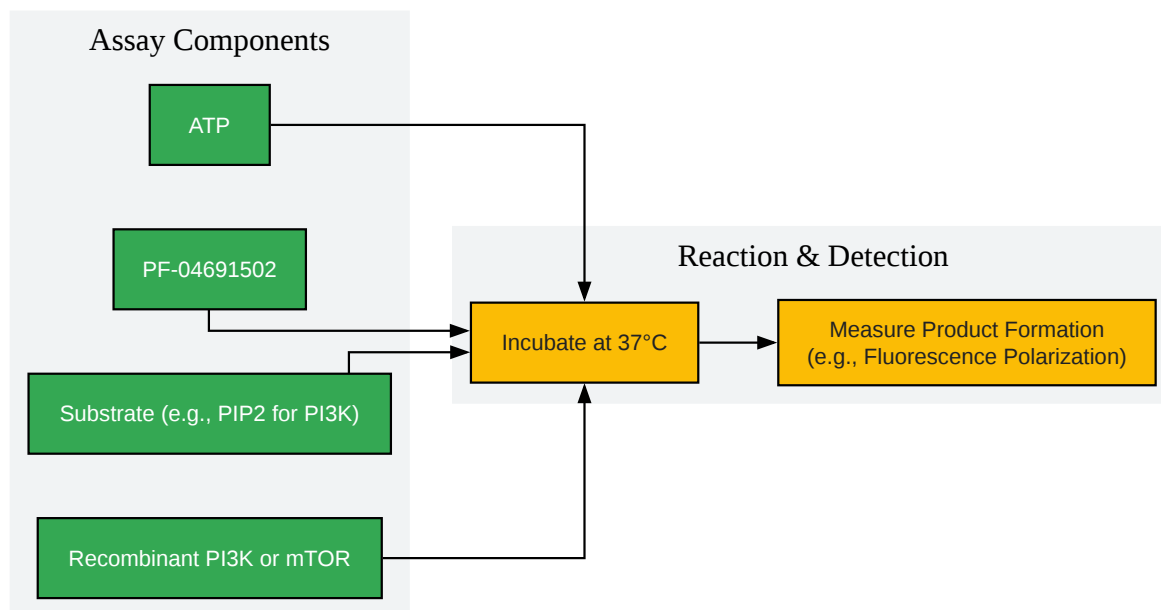 Assay Components
ATP
PF-04691502
Substrate (e.g., PIP2 for PI3K)
Recombinant PI3K or mTOR
Reaction & Detection
Incubate at 37°C
Measure Product Formation
(e.g., Fluorescence Polarization)